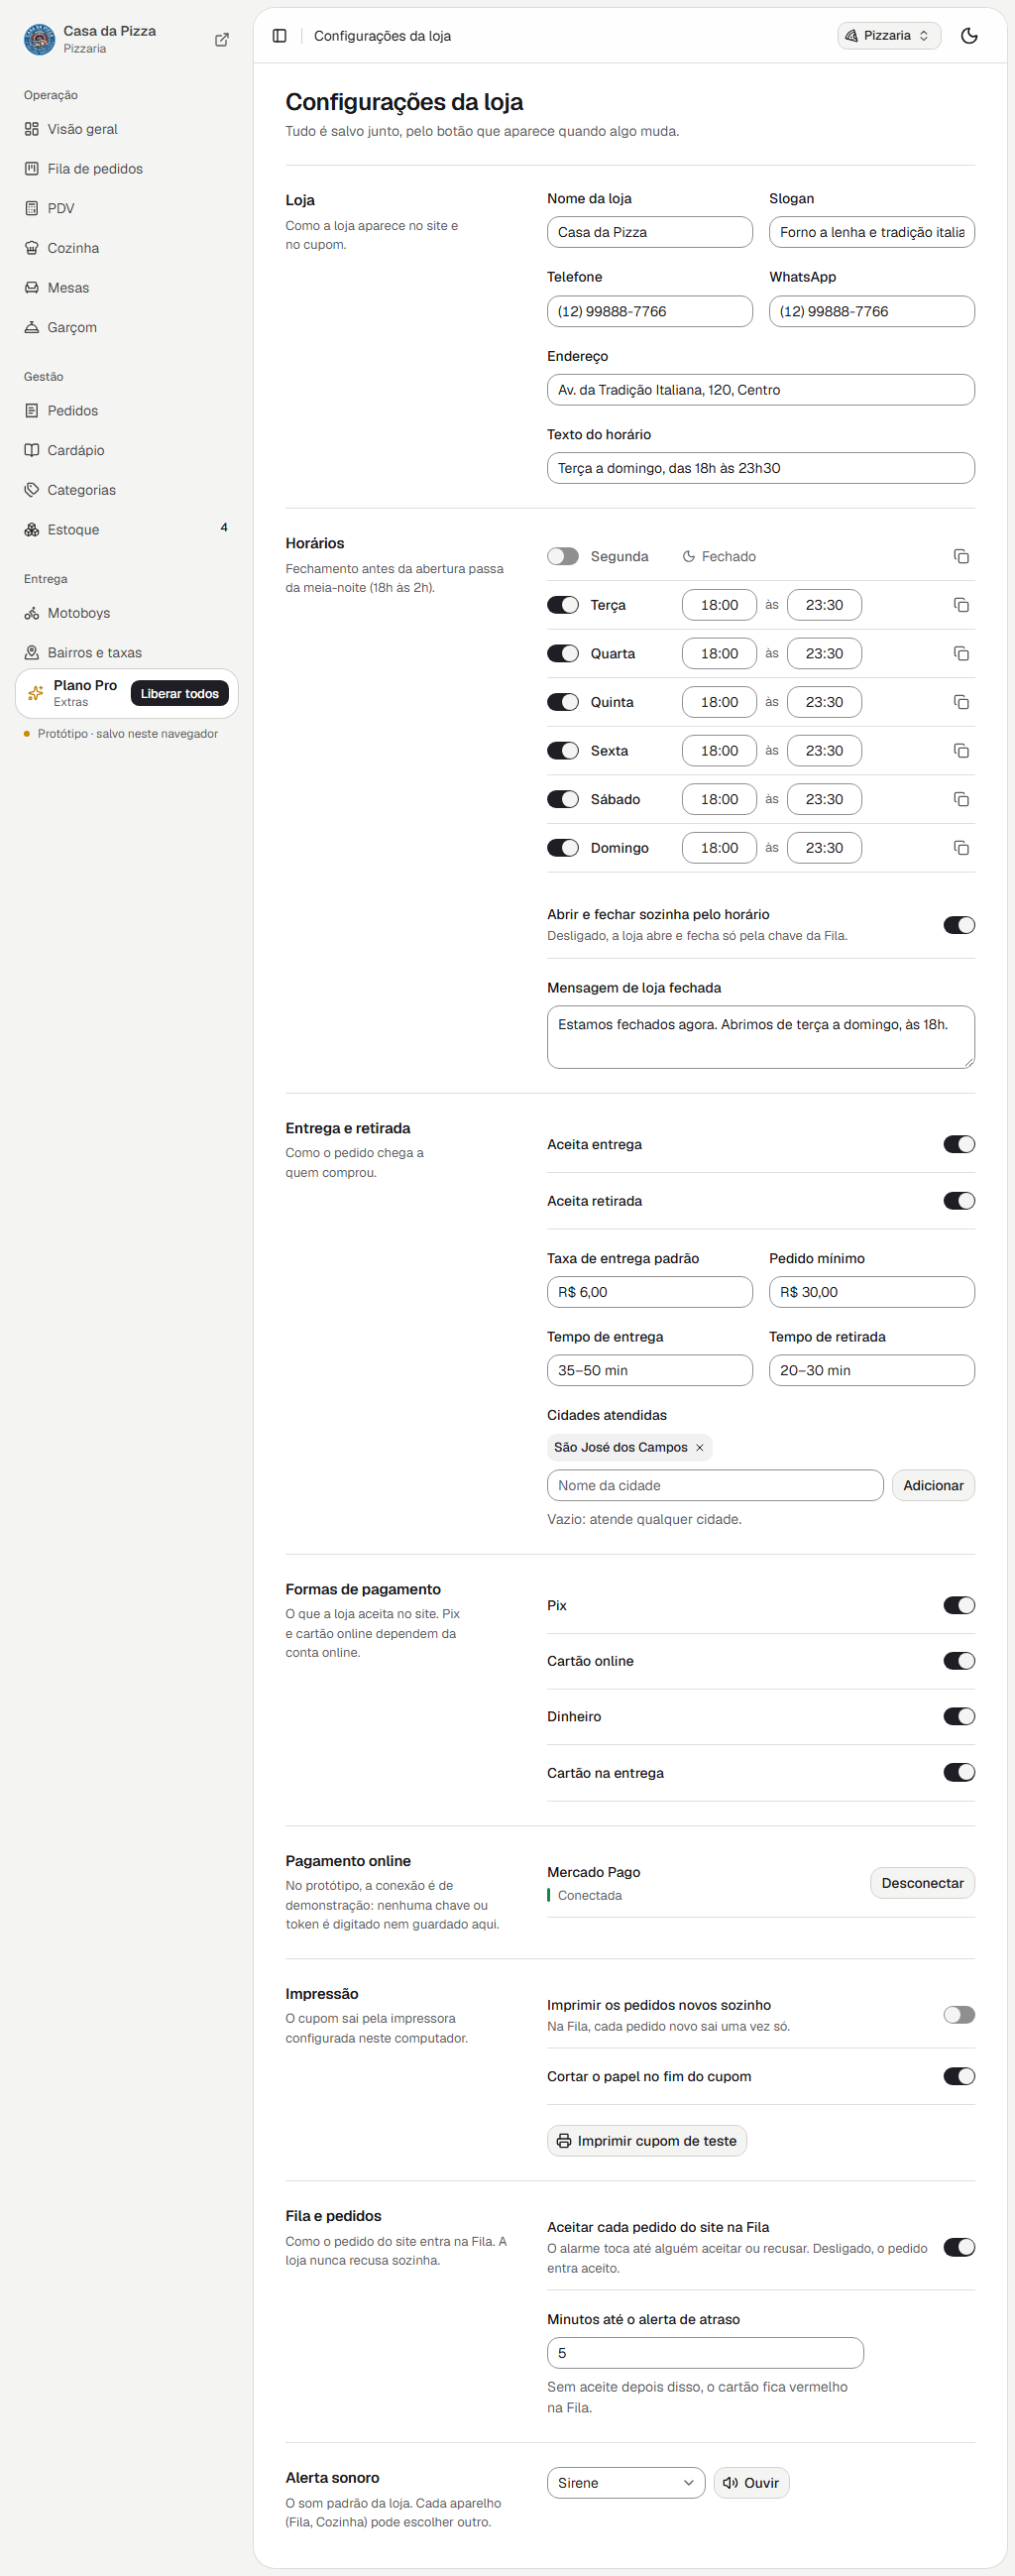 Casa da Pizza
Pizzaria
Operação
Visão geral
Fila de pedidos
PDV
Cozinha
Mesas
Garçom
Gestão
Pedidos
Cardápio
Categorias
Estoque 4
Entrega
Motoboys
Bairros e taxas
Plano Pro
Extras
Liberar todos
Protótipo · salvo neste navegador
Configurações da loja
Pizzaria
Configurações da loja
Tudo é salvo junto, pelo botão que aparece quando algo muda.
Loja
Como a loja aparece no site e
no cupom.
Nome da loja
Casa da Pizza
Slogan
Forno a lenha e tradição italia
Telefone
(12) 99888-7766
WhatsApp
(12) 99888-7766
Endereço
Av. da Tradição Italiana, 120, Centro
Texto do horário
Terça a domingo, das 18h às 23h30
Horários
Fechamento antes da abertura passa
da meia-noite (18h às 2h).
Segunda Fechado
Terça 18:00 às 23:30
Quarta 18:00 às 23:30
Quinta 18:00 às 23:30
Sexta 18:00 às 23:30
Sábado 18:00 às 23:30
Domingo 18:00 às 23:30
Abrir e fechar sozinha pelo horário
Desligado, a loja abre e fecha só pela chave da Fila.
Mensagem de loja fechada
Estamos fechados agora. Abrimos de terça a domingo, às 18h.
Entrega e retirada
Como o pedido chega a
quem comprou.
Aceita entrega
Aceita retirada
Taxa de entrega padrão
R$ 6,00
Pedido mínimo
R$ 30,00
Tempo de entrega
35–50 min
Tempo de retirada
20–30 min
Cidades atendidas
São José dos Campos ×
Nome da cidade
Adicionar
Vazio: atende qualquer cidade.
Formas de pagamento
O que a loja aceita no site. Pix
e cartão online dependem da
conta online.
Pix
Cartão online
Dinheiro
Cartão na entrega
Pagamento online
No protótipo, a conexão é de
demonstração: nenhuma chave ou
token é digitado nem guardado aqui.
Mercado Pago
Conectada
Desconectar
Impressão
O cupom sai pela impressora
configurada neste computador.
Imprimir os pedidos novos sozinho
Na Fila, cada pedido novo sai uma vez só.
Cortar o papel no fim do cupom
Imprimir cupom de teste
Fila e pedidos
Como o pedido do site entra na Fila. A
loja nunca recusa sozinha.
Aceitar cada pedido do site na Fila
O alarme toca até alguém aceitar ou recusar. Desligado, o pedido
entra aceito.
Minutos até o alerta de atraso
5
Sem aceite depois disso, o cartão fica vermelho
na Fila.
Alerta sonoro
O som padrão da loja. Cada aparelho
(Fila, Cozinha) pode escolher outro.
Sirene
Ouvir